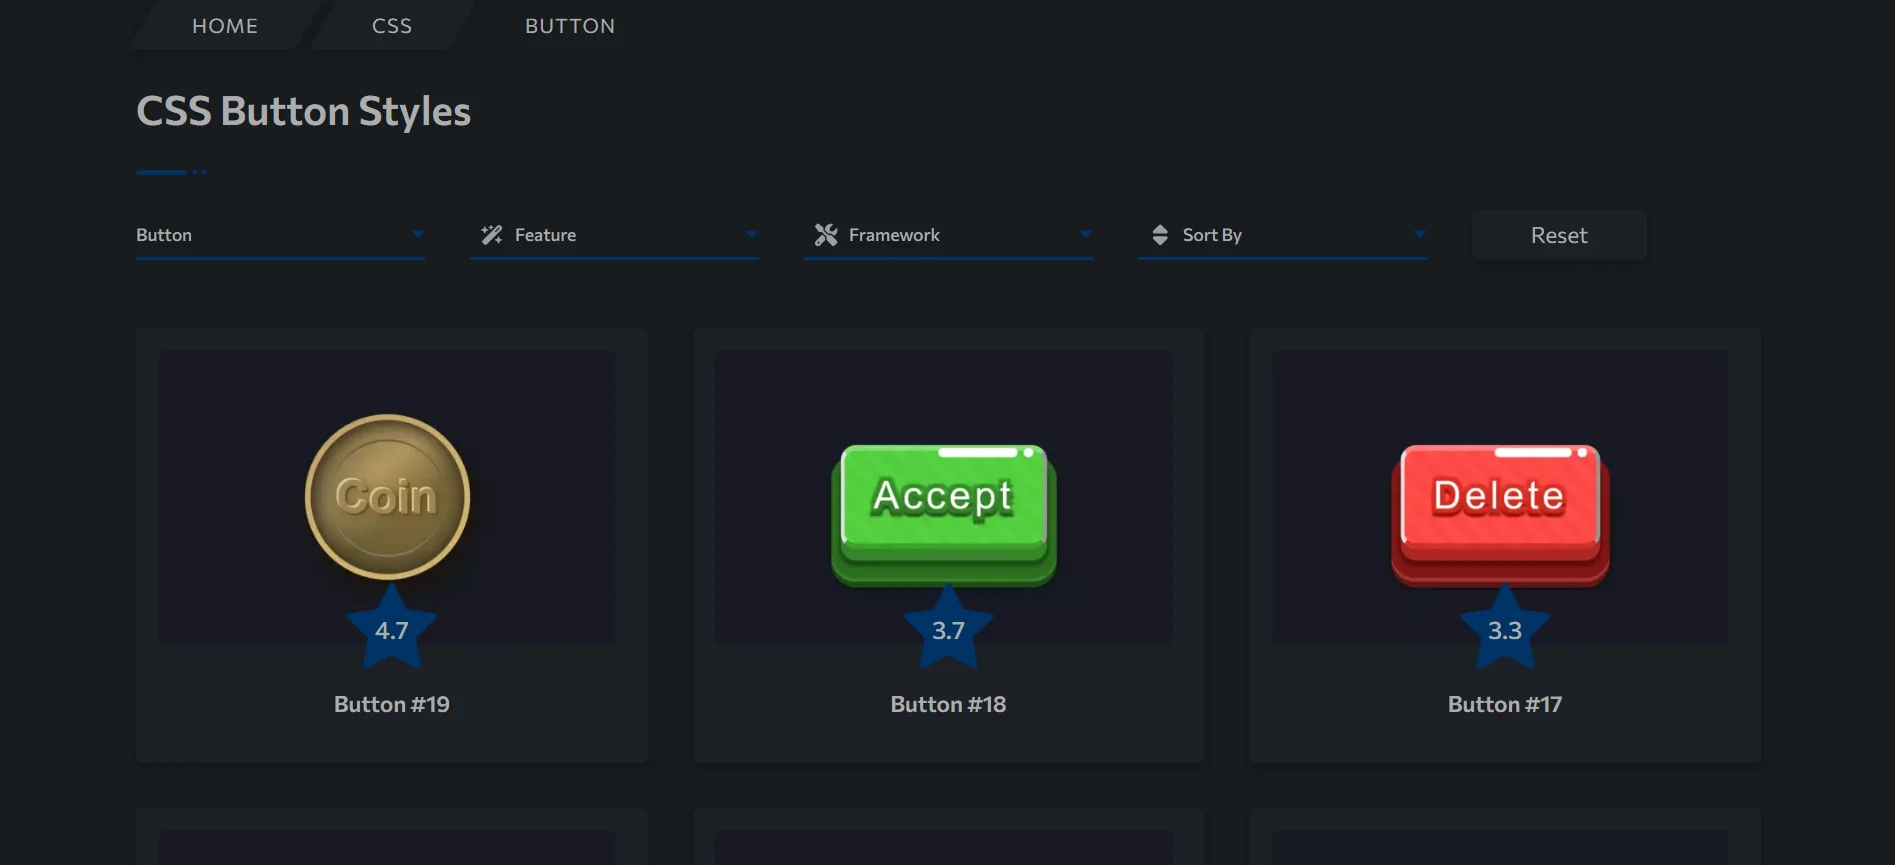 HOME CSS BUTTON
CSS Button Styles
Button Feature Framework Sort By Reset
Coin Accept Delete
4.7 3.7 3.3
Button #19 Button #18 Button #17